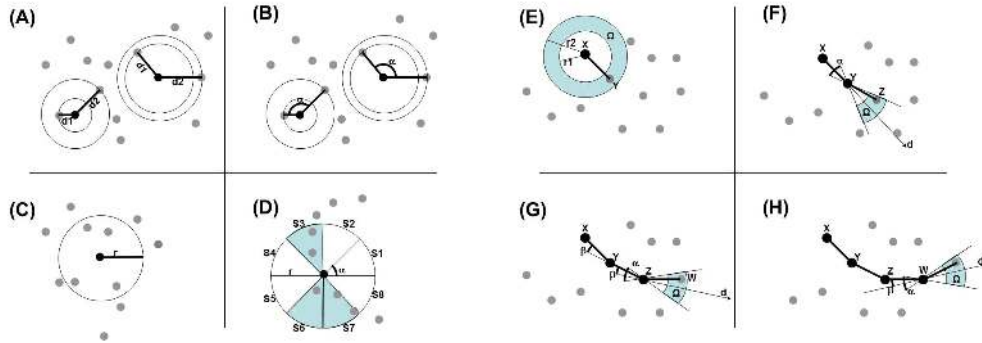 (A)
d1
d2
d1
d2
(B)
α
α
(C)
r
(D)
S3
S2
S4
S1
r
α
S5
S8
S6
S7
(E)
r2
Ω
X
r1
Y
(F)
X
α
Y
Z
Ω
d
(G)
X
β
Y
α
Z
β
W
Ω
d
(H)
X
Y
Z
W
β
α
Ω